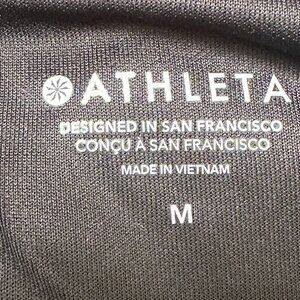 ATHLETA
DESIGNED IN SAN FRANCISCO
CONÇU À SAN FRANCISCO
MADE IN VIETNAM
M